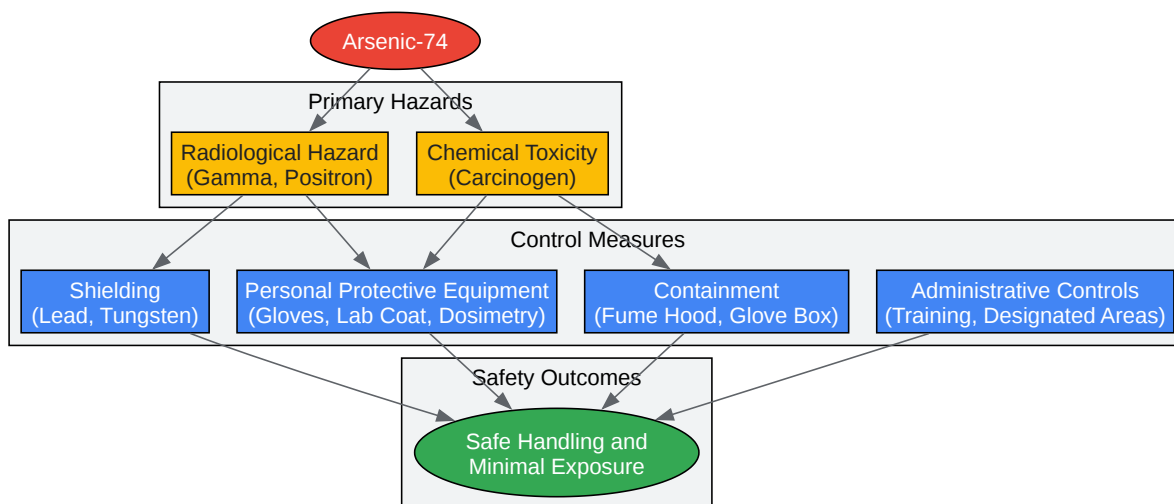 Arsenic-74
Primary Hazards
Radiological Hazard
(Gamma, Positron)
Chemical Toxicity
(Carcinogen)
Control Measures
Shielding
(Lead, Tungsten)
Personal Protective Equipment
(Gloves, Lab Coat, Dosimetry)
Containment
(Fume Hood, Glove Box)
Administrative Controls
(Training, Designated Areas)
Safety Outcomes
Safe Handling and
Minimal Exposure